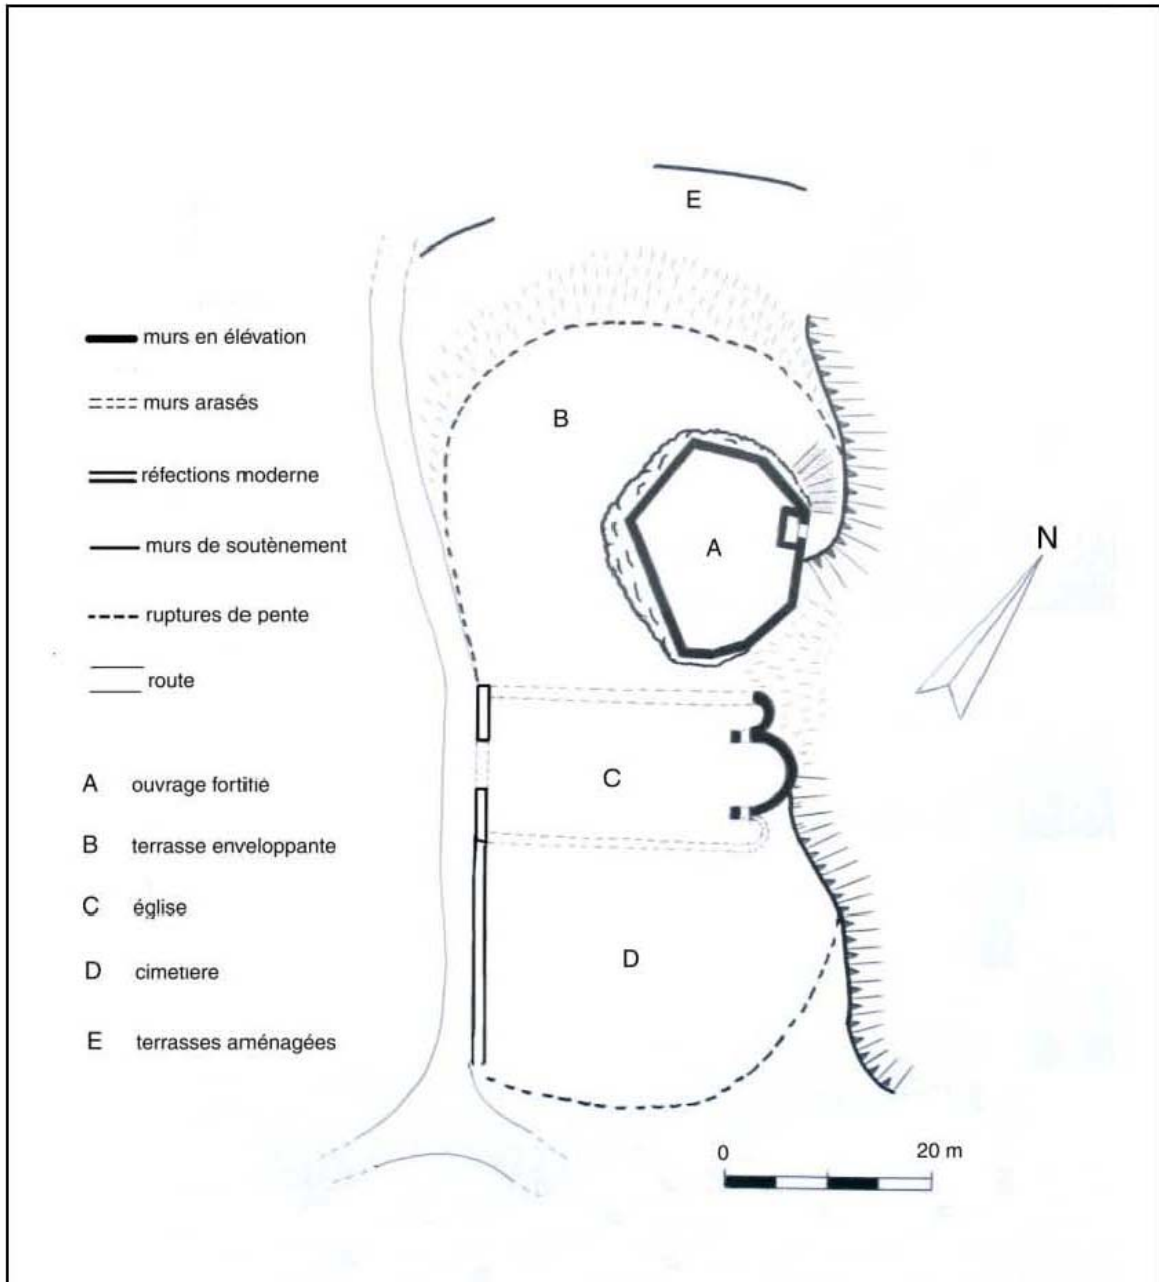 E
murs en élévation
murs arasés
B
réfections moderne
N
murs de soutènement
A
ruptures de pente
route
C
A ouvrage fortifié
B terrasse enveloppante
C église
D
D cimetiere
E terrasses aménagées
0 20 m